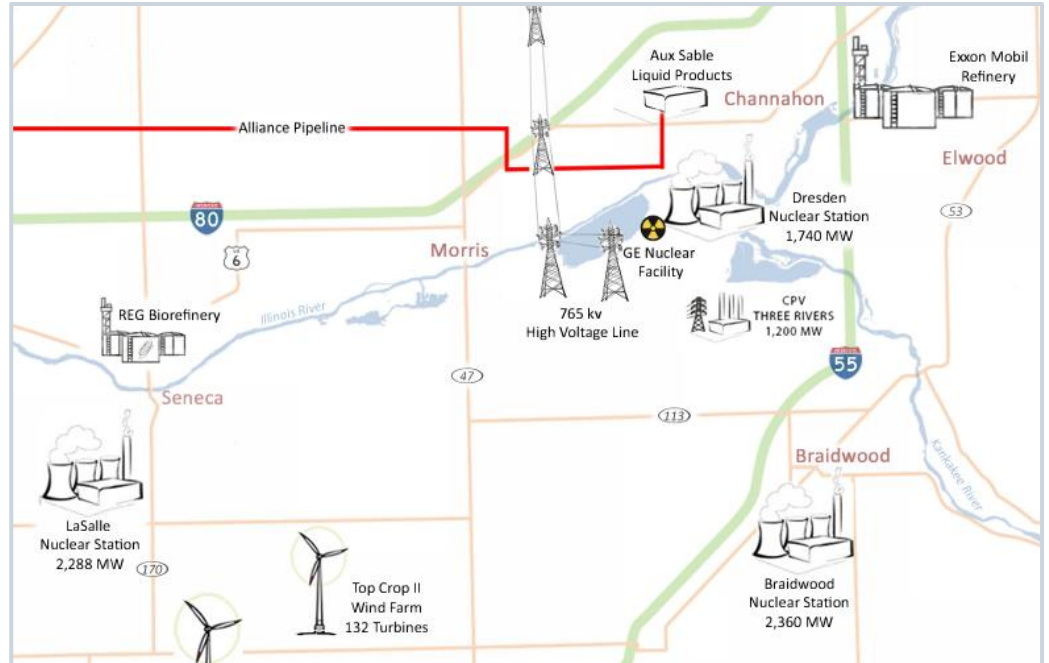 Aux Sable
Liquid Products
Exxon Mobil
Refinery
Channahon
Alliance Pipeline
Elwood
Dresden
Nuclear Station
1,740 MW
INTERSTATE
80
53
US
6
Morris
GE Nuclear
Facility
765 kv
High Voltage Line
CPV
THREE RIVERS
1,200 MW
REG Biorefinery
Illinois River
INTERSTATE
55
47
Seneca
113
Braidwood
Kankakee River
LaSalle
Nuclear Station
2,288 MW
170
Top Crop II
Wind Farm
132 Turbines
Braidwood
Nuclear Station
2,360 MW